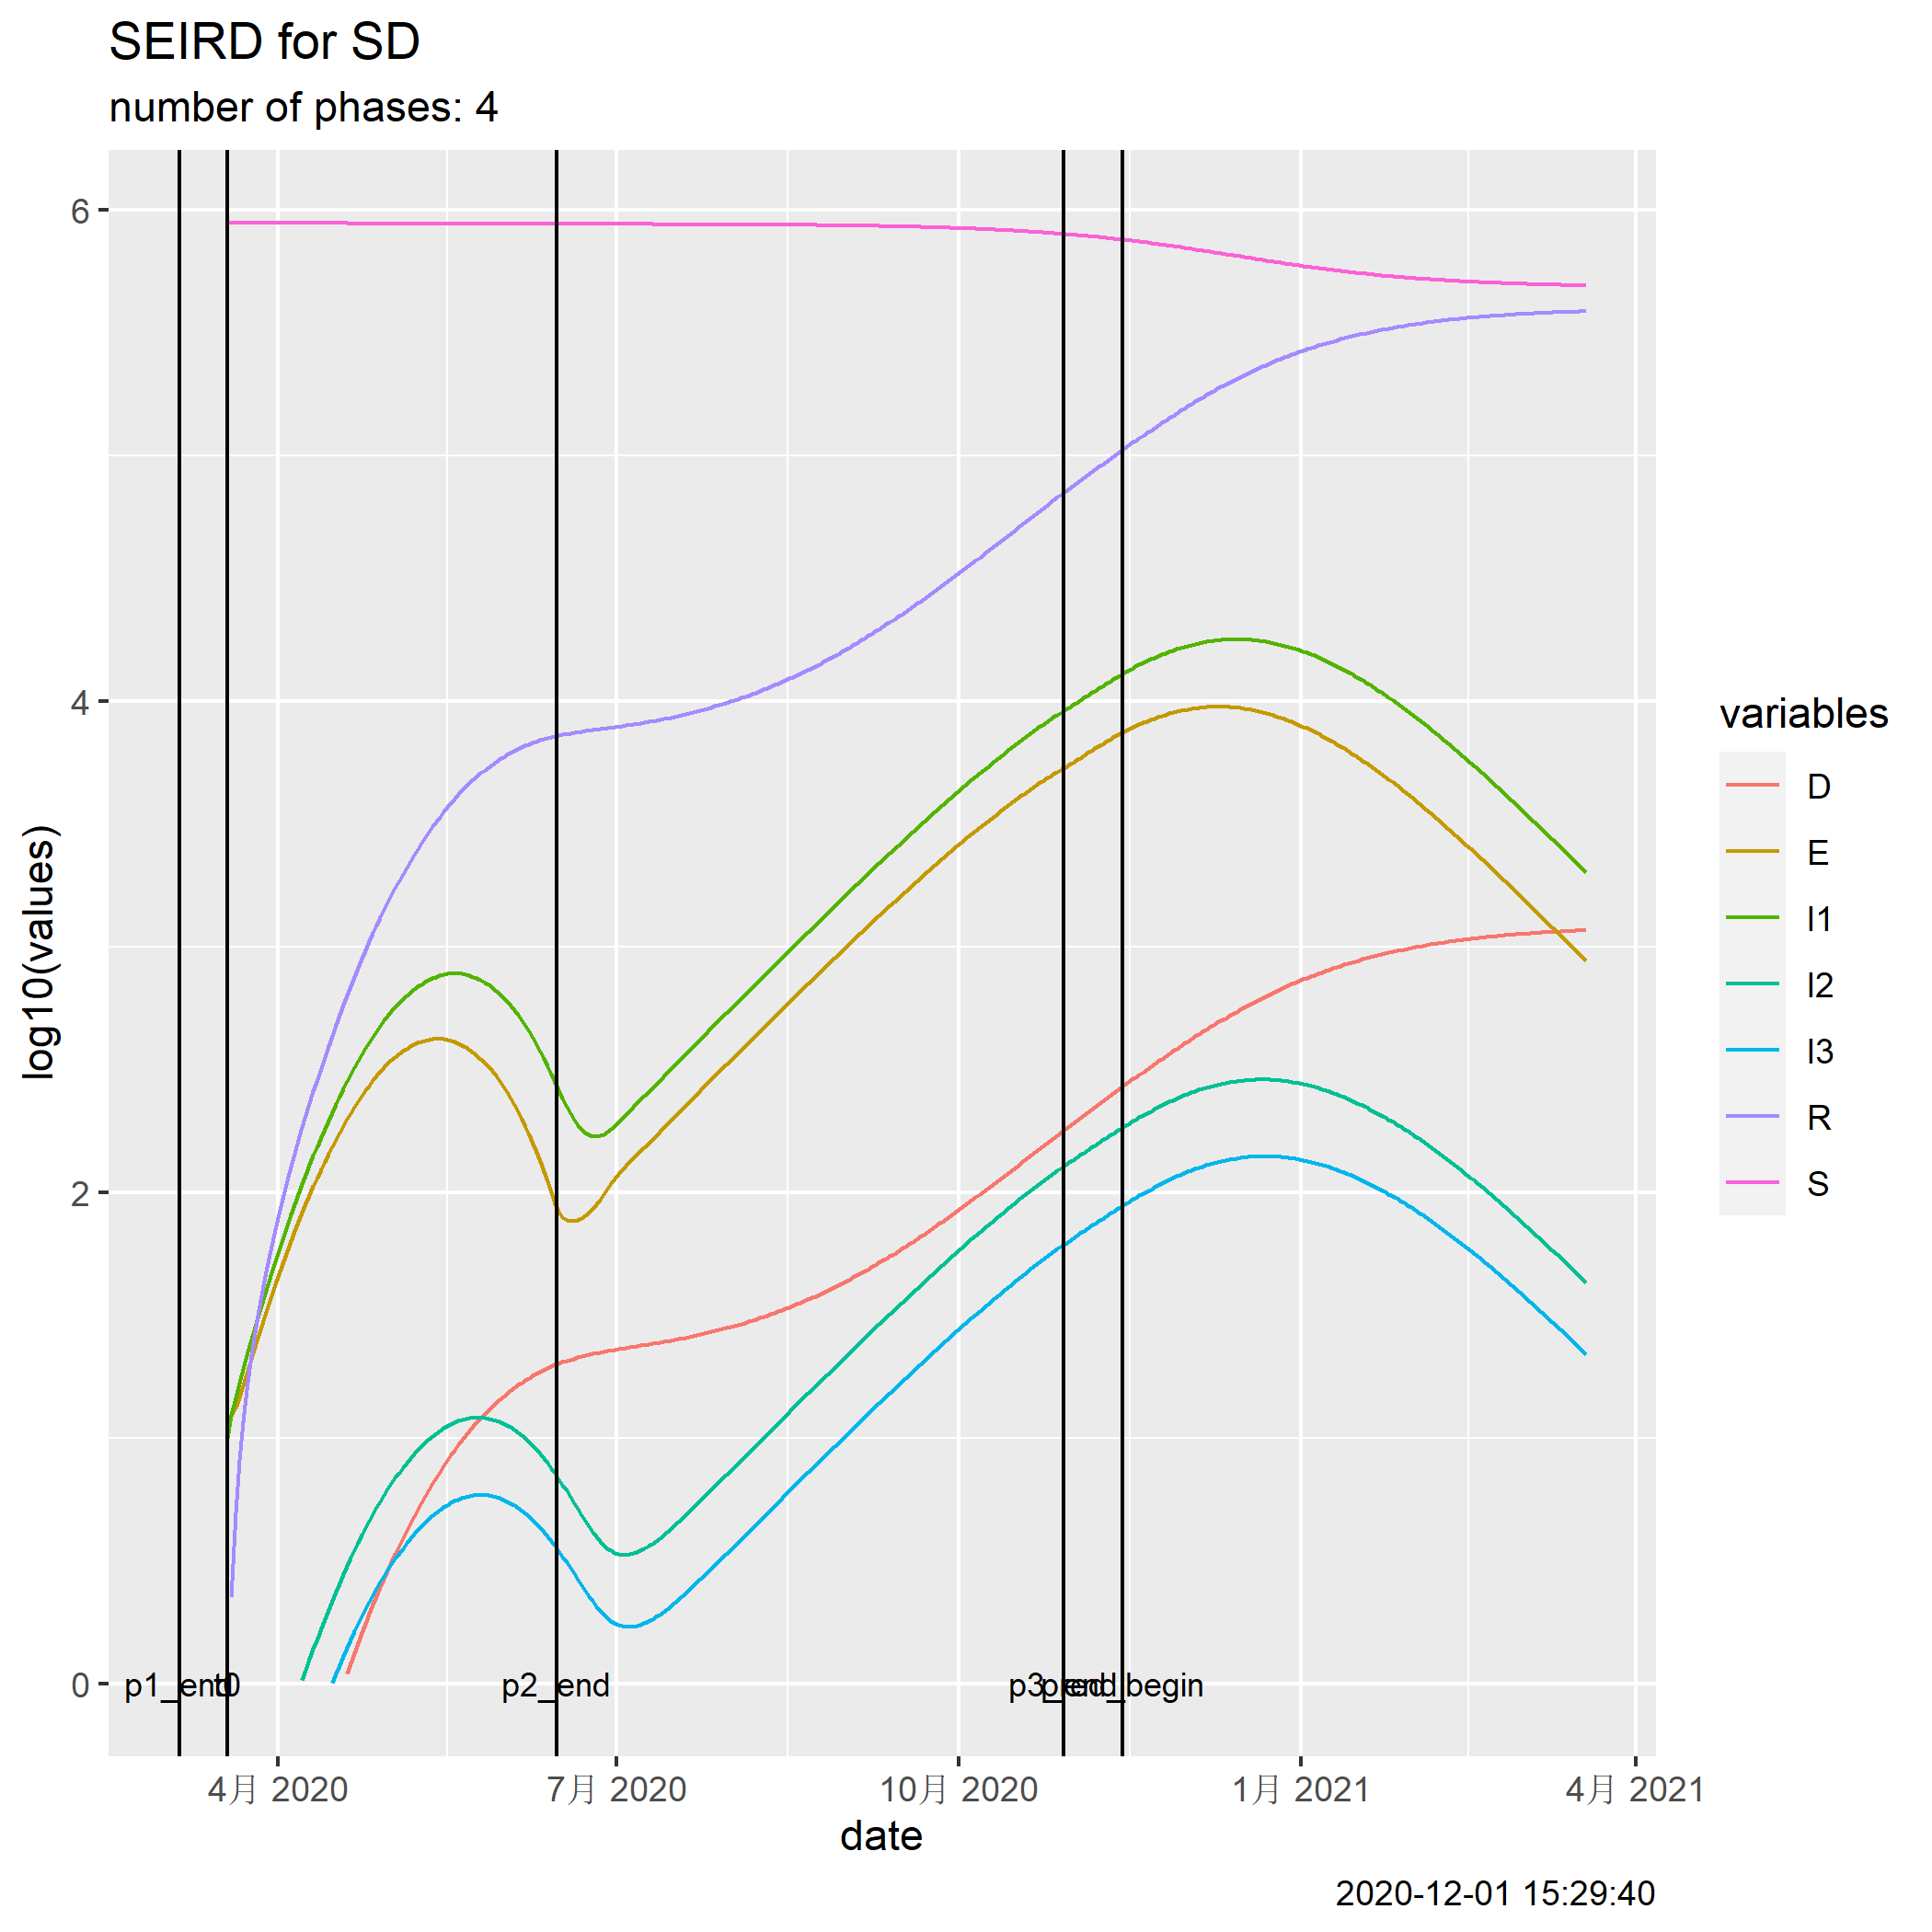 SEIRD for SD
number of phases: 4
log10(values)
6
4
2
0
p1_end
t0
p2_end
p3_end
pred_begin
4月 2020
7月 2020
10月 2020
1月 2021
4月 2021
date
variables
D
E
I1
I2
I3
R
S
2020-12-01 15:29:40